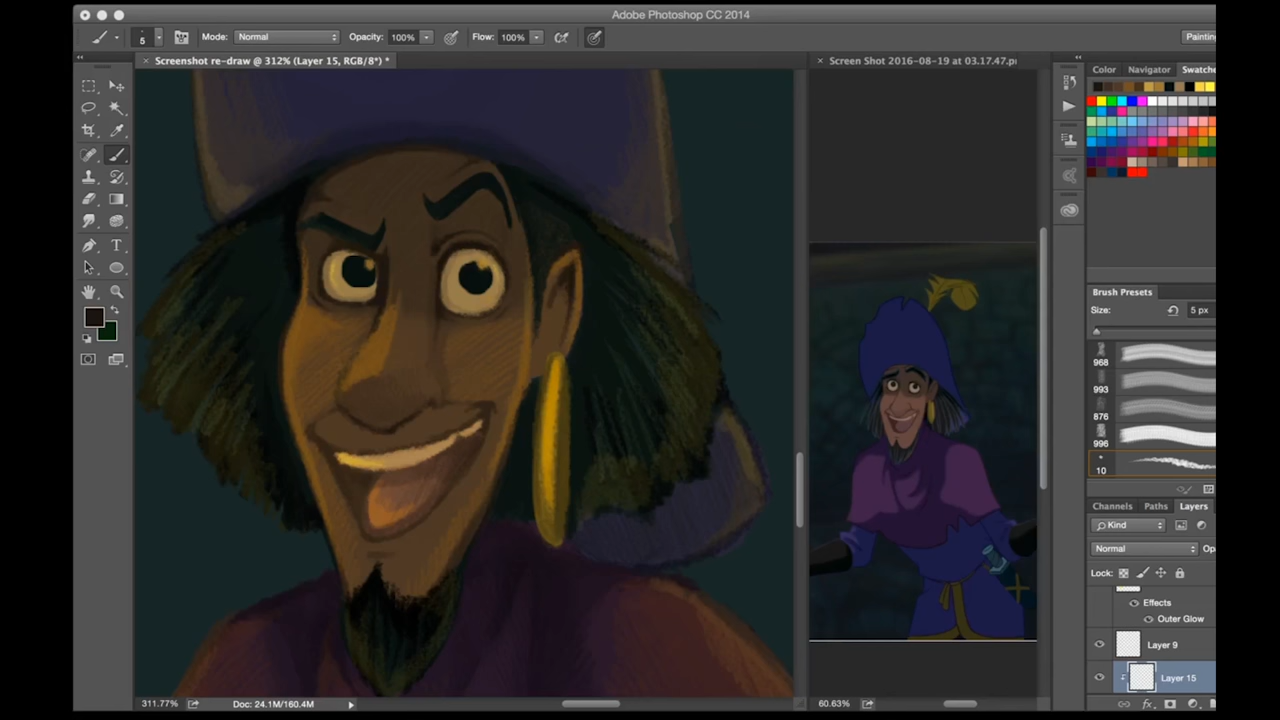 Adobe Photoshop CC 2014
5 Mode: Normal Opacity: 100% Flow: 100% Painting
Screenshot re-draw @ 312% (Layer 15, RGB/8*) * Screen Shot 2016-08-19 at 03.17.47.p
Color Navigator Swatche
Brush Presets
Size: 5 px
968
993
876
996
10
Channels Paths Layers
Kind
Normal Op
Lock:
Effects
Outer Glow
Layer 9
Layer 15
311.77% Doc: 24.1M/160.4M 60.63%